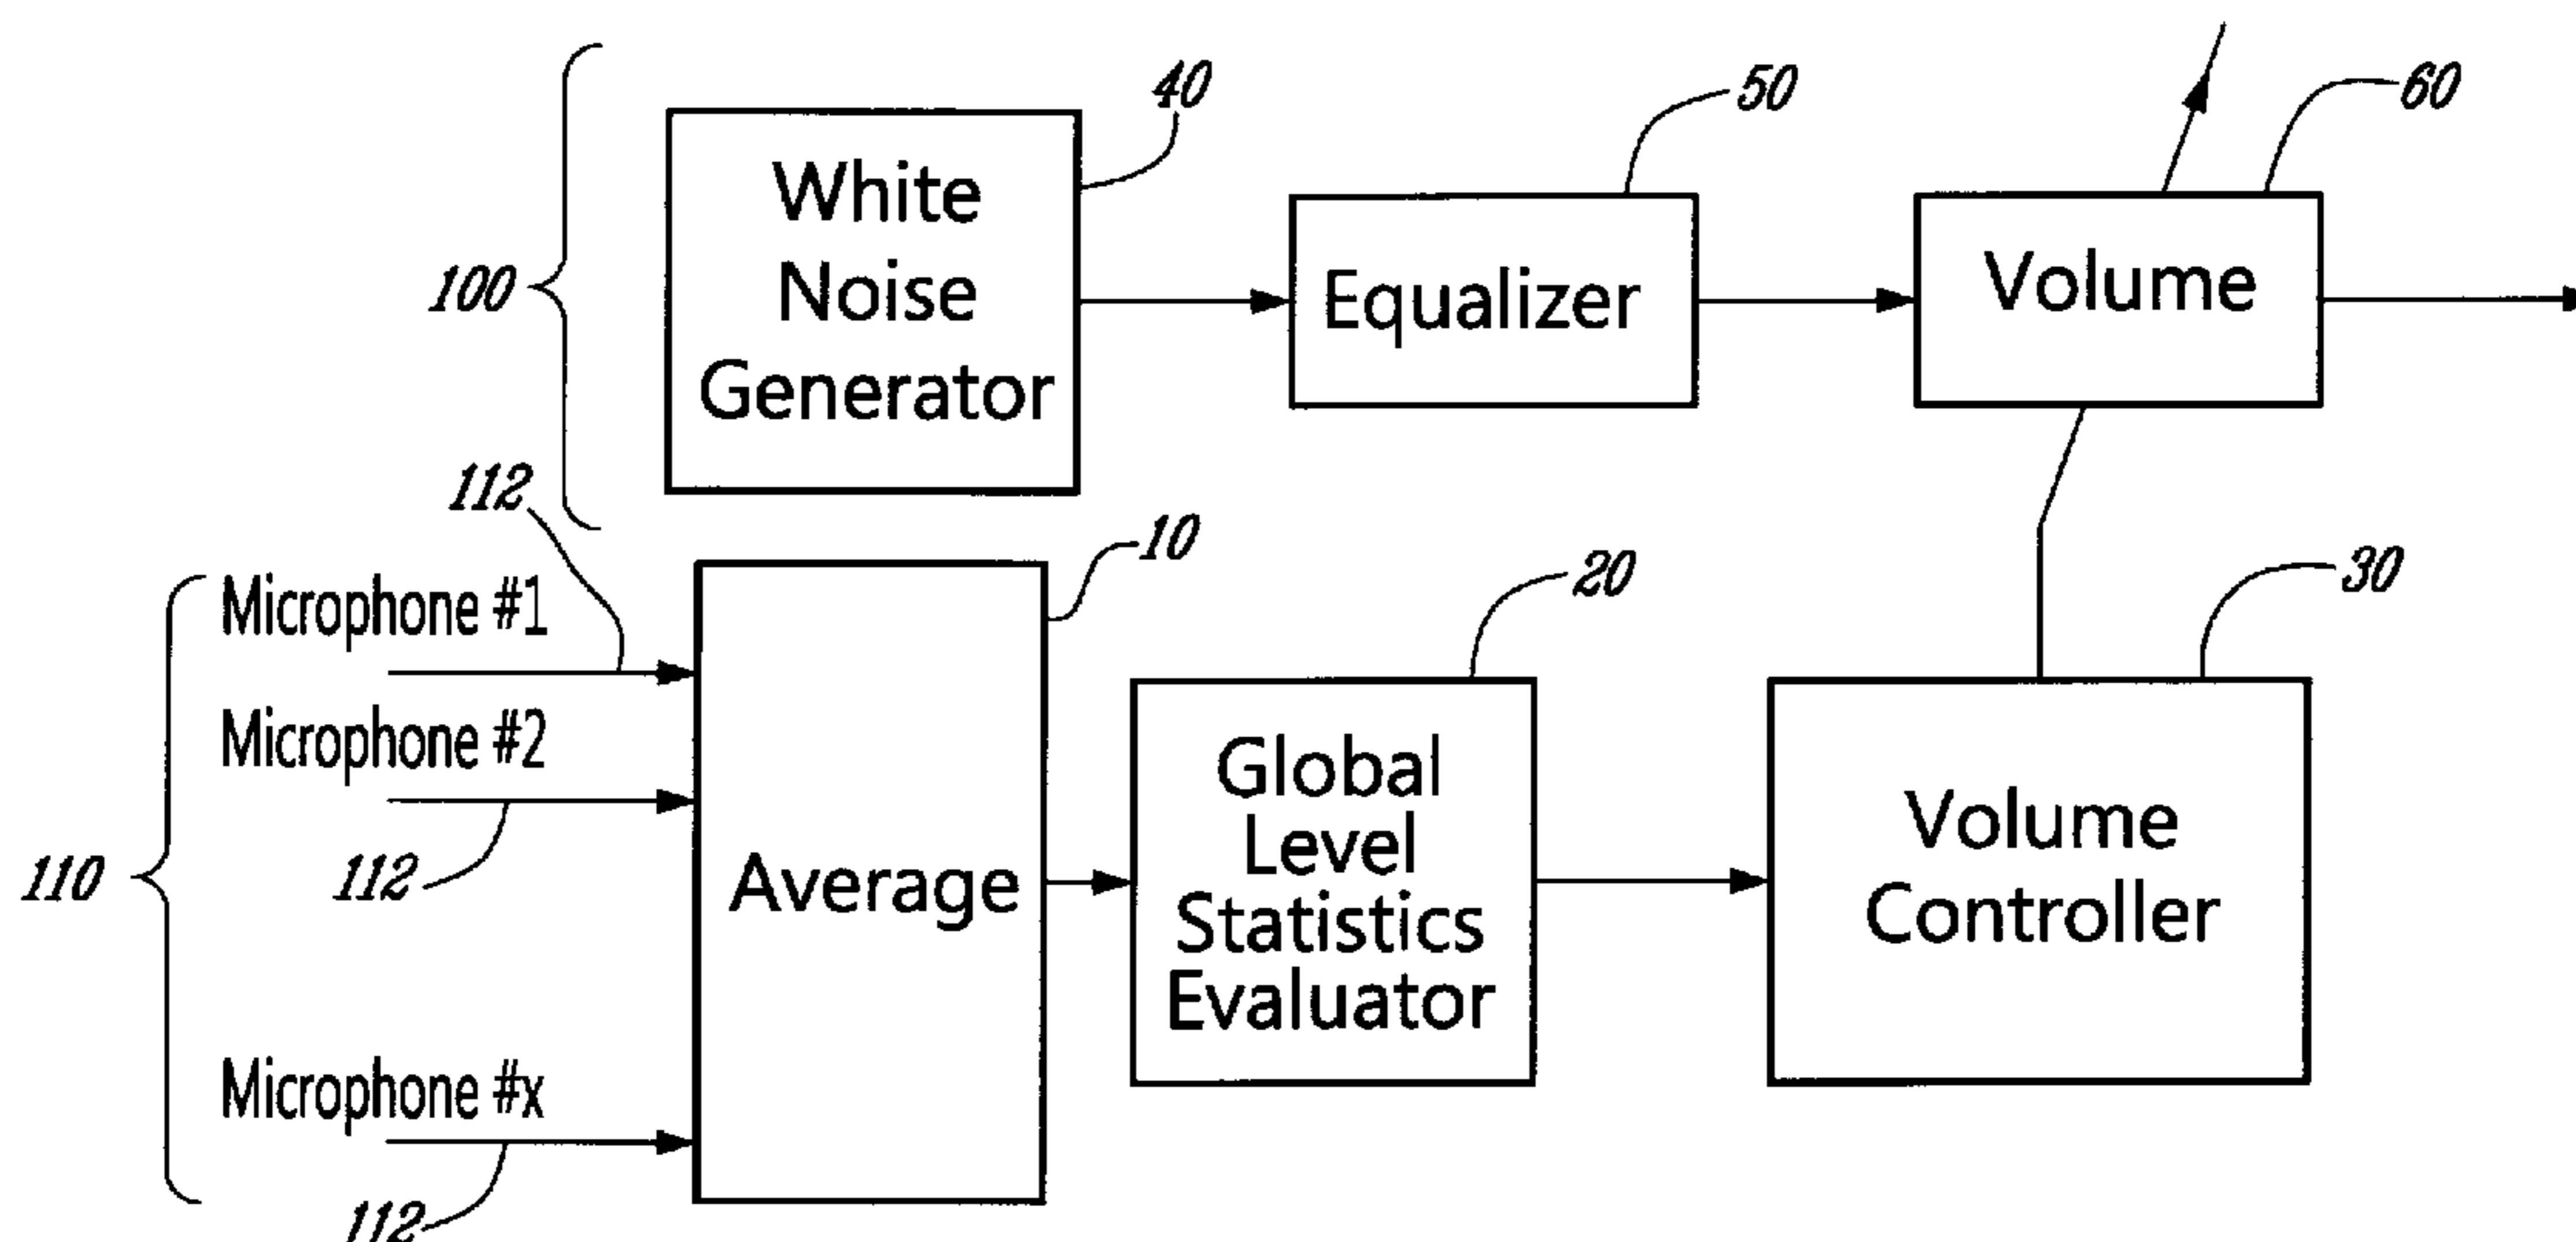 40
50
60
White
Noise
Generator
100
Equalizer
Volume
112
10
20
30
Microphone #1
Microphone #2
110
112
Average
Global
Level
Statistics
Evaluator
Volume
Controller
Microphone #x
112